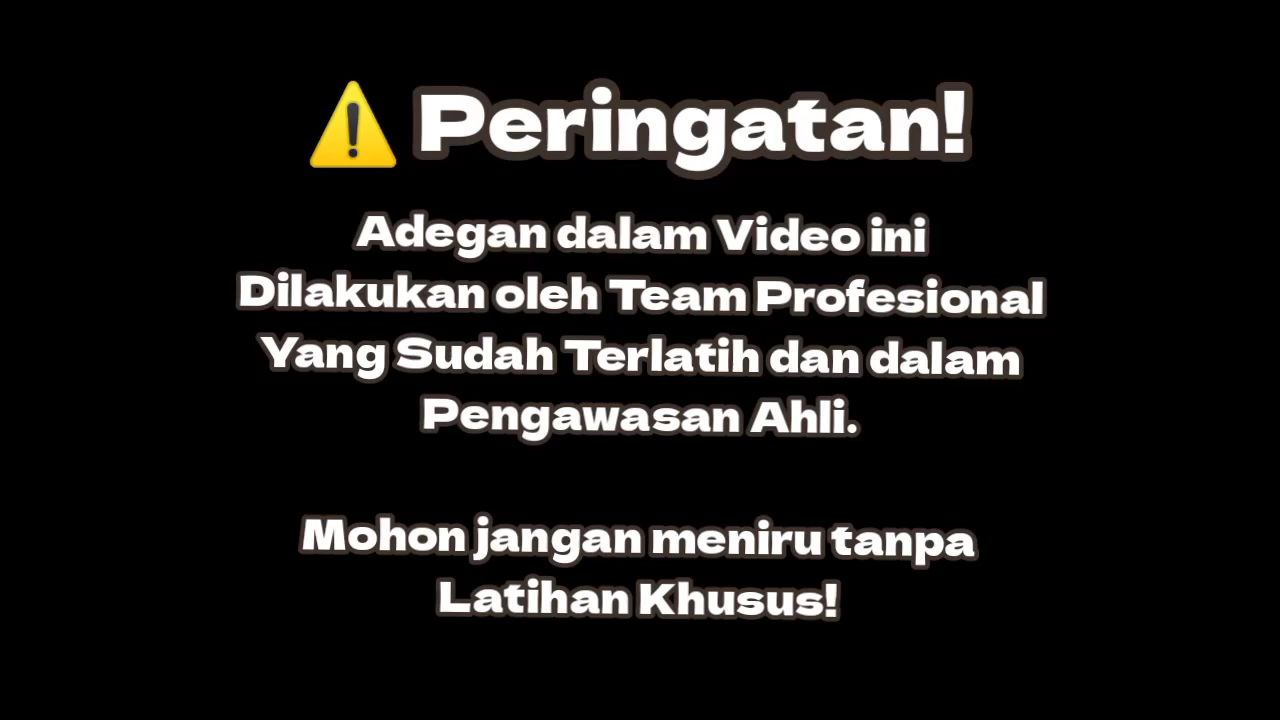 ⚠️ Peringatan!
Adegan dalam Video ini
Dilakukan oleh Team Profesional
Yang Sudah Terlatih dan dalam
Pengawasan Ahli.
Mohon jangan meniru tanpa
Latihan Khusus!